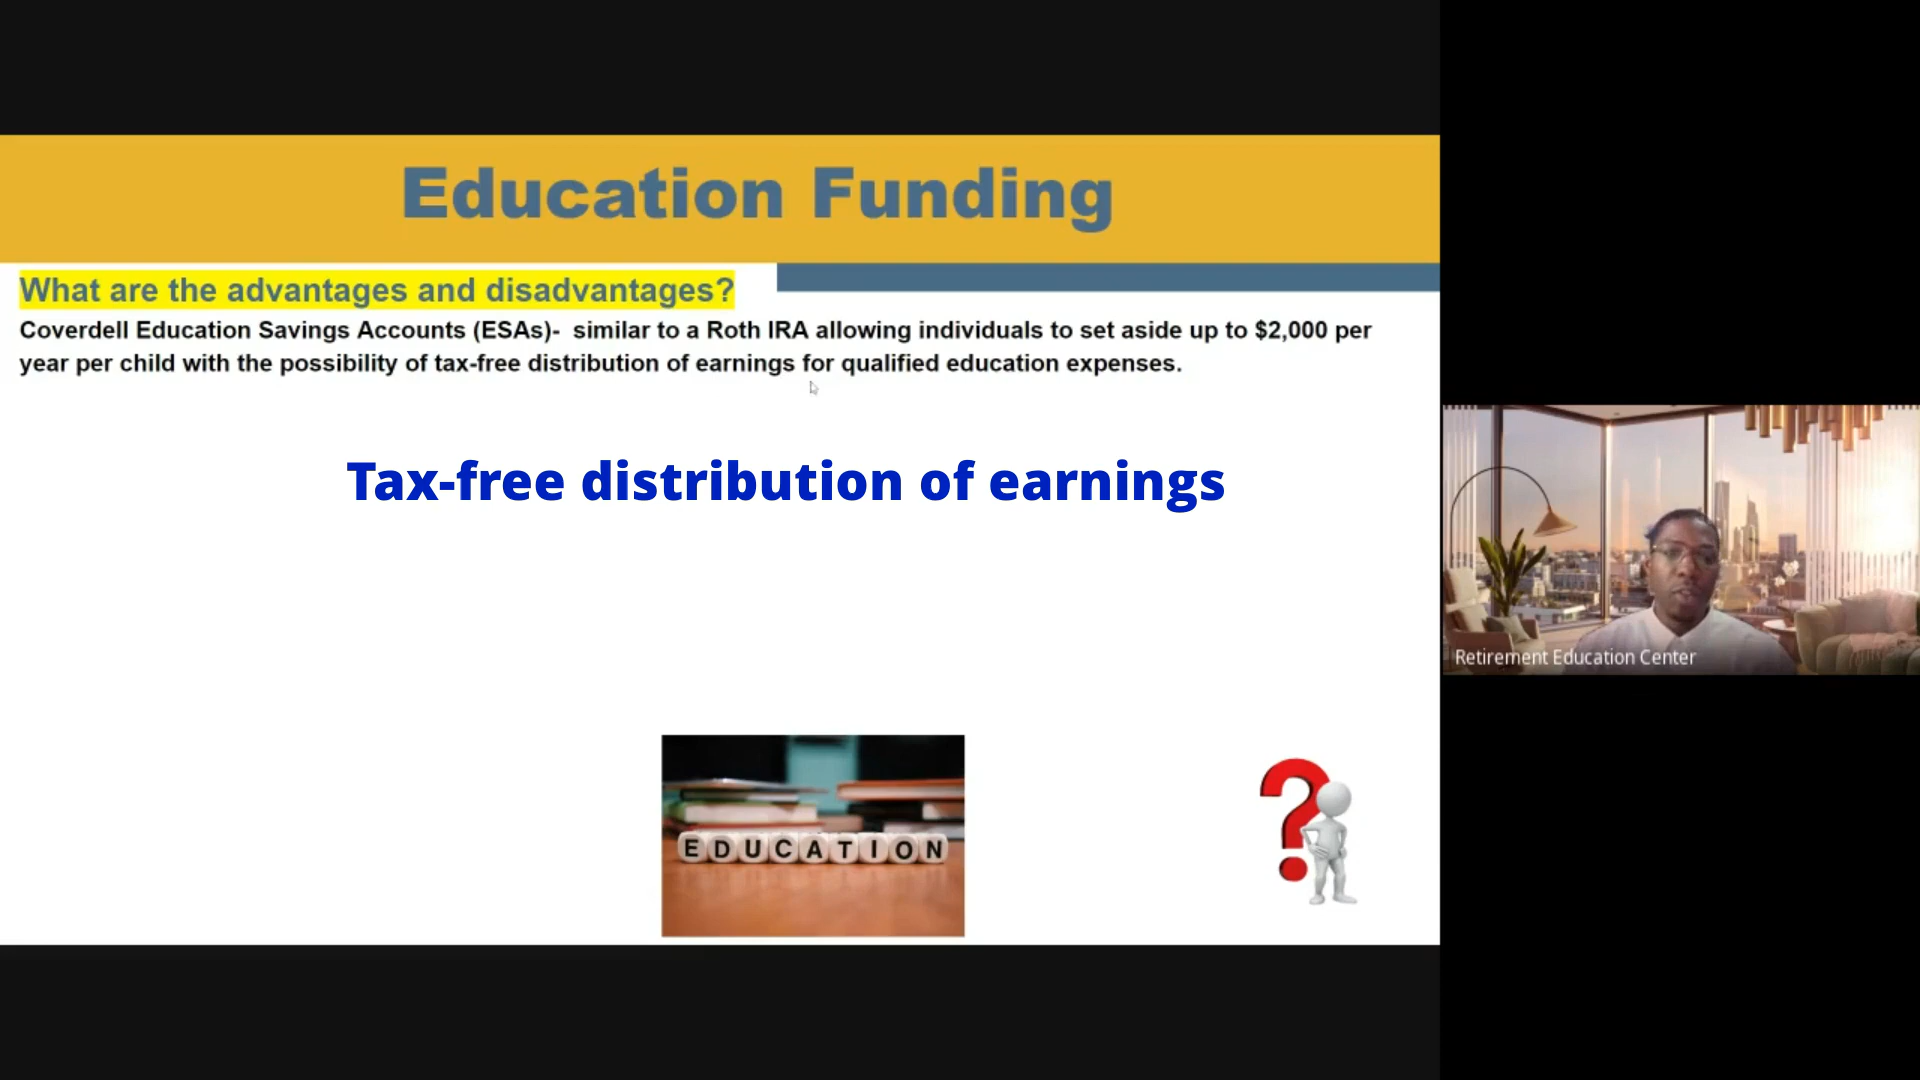 Education Funding
What are the advantages and disadvantages?
Coverdell Education Savings Accounts (ESAs)-  similar to a Roth IRA allowing individuals to set aside up to $2,000 per
year per child with the possibility of tax-free distribution of earnings for qualified education expenses.
Tax-free distribution of earnings
EDUCATION
?
Retirement Education Center